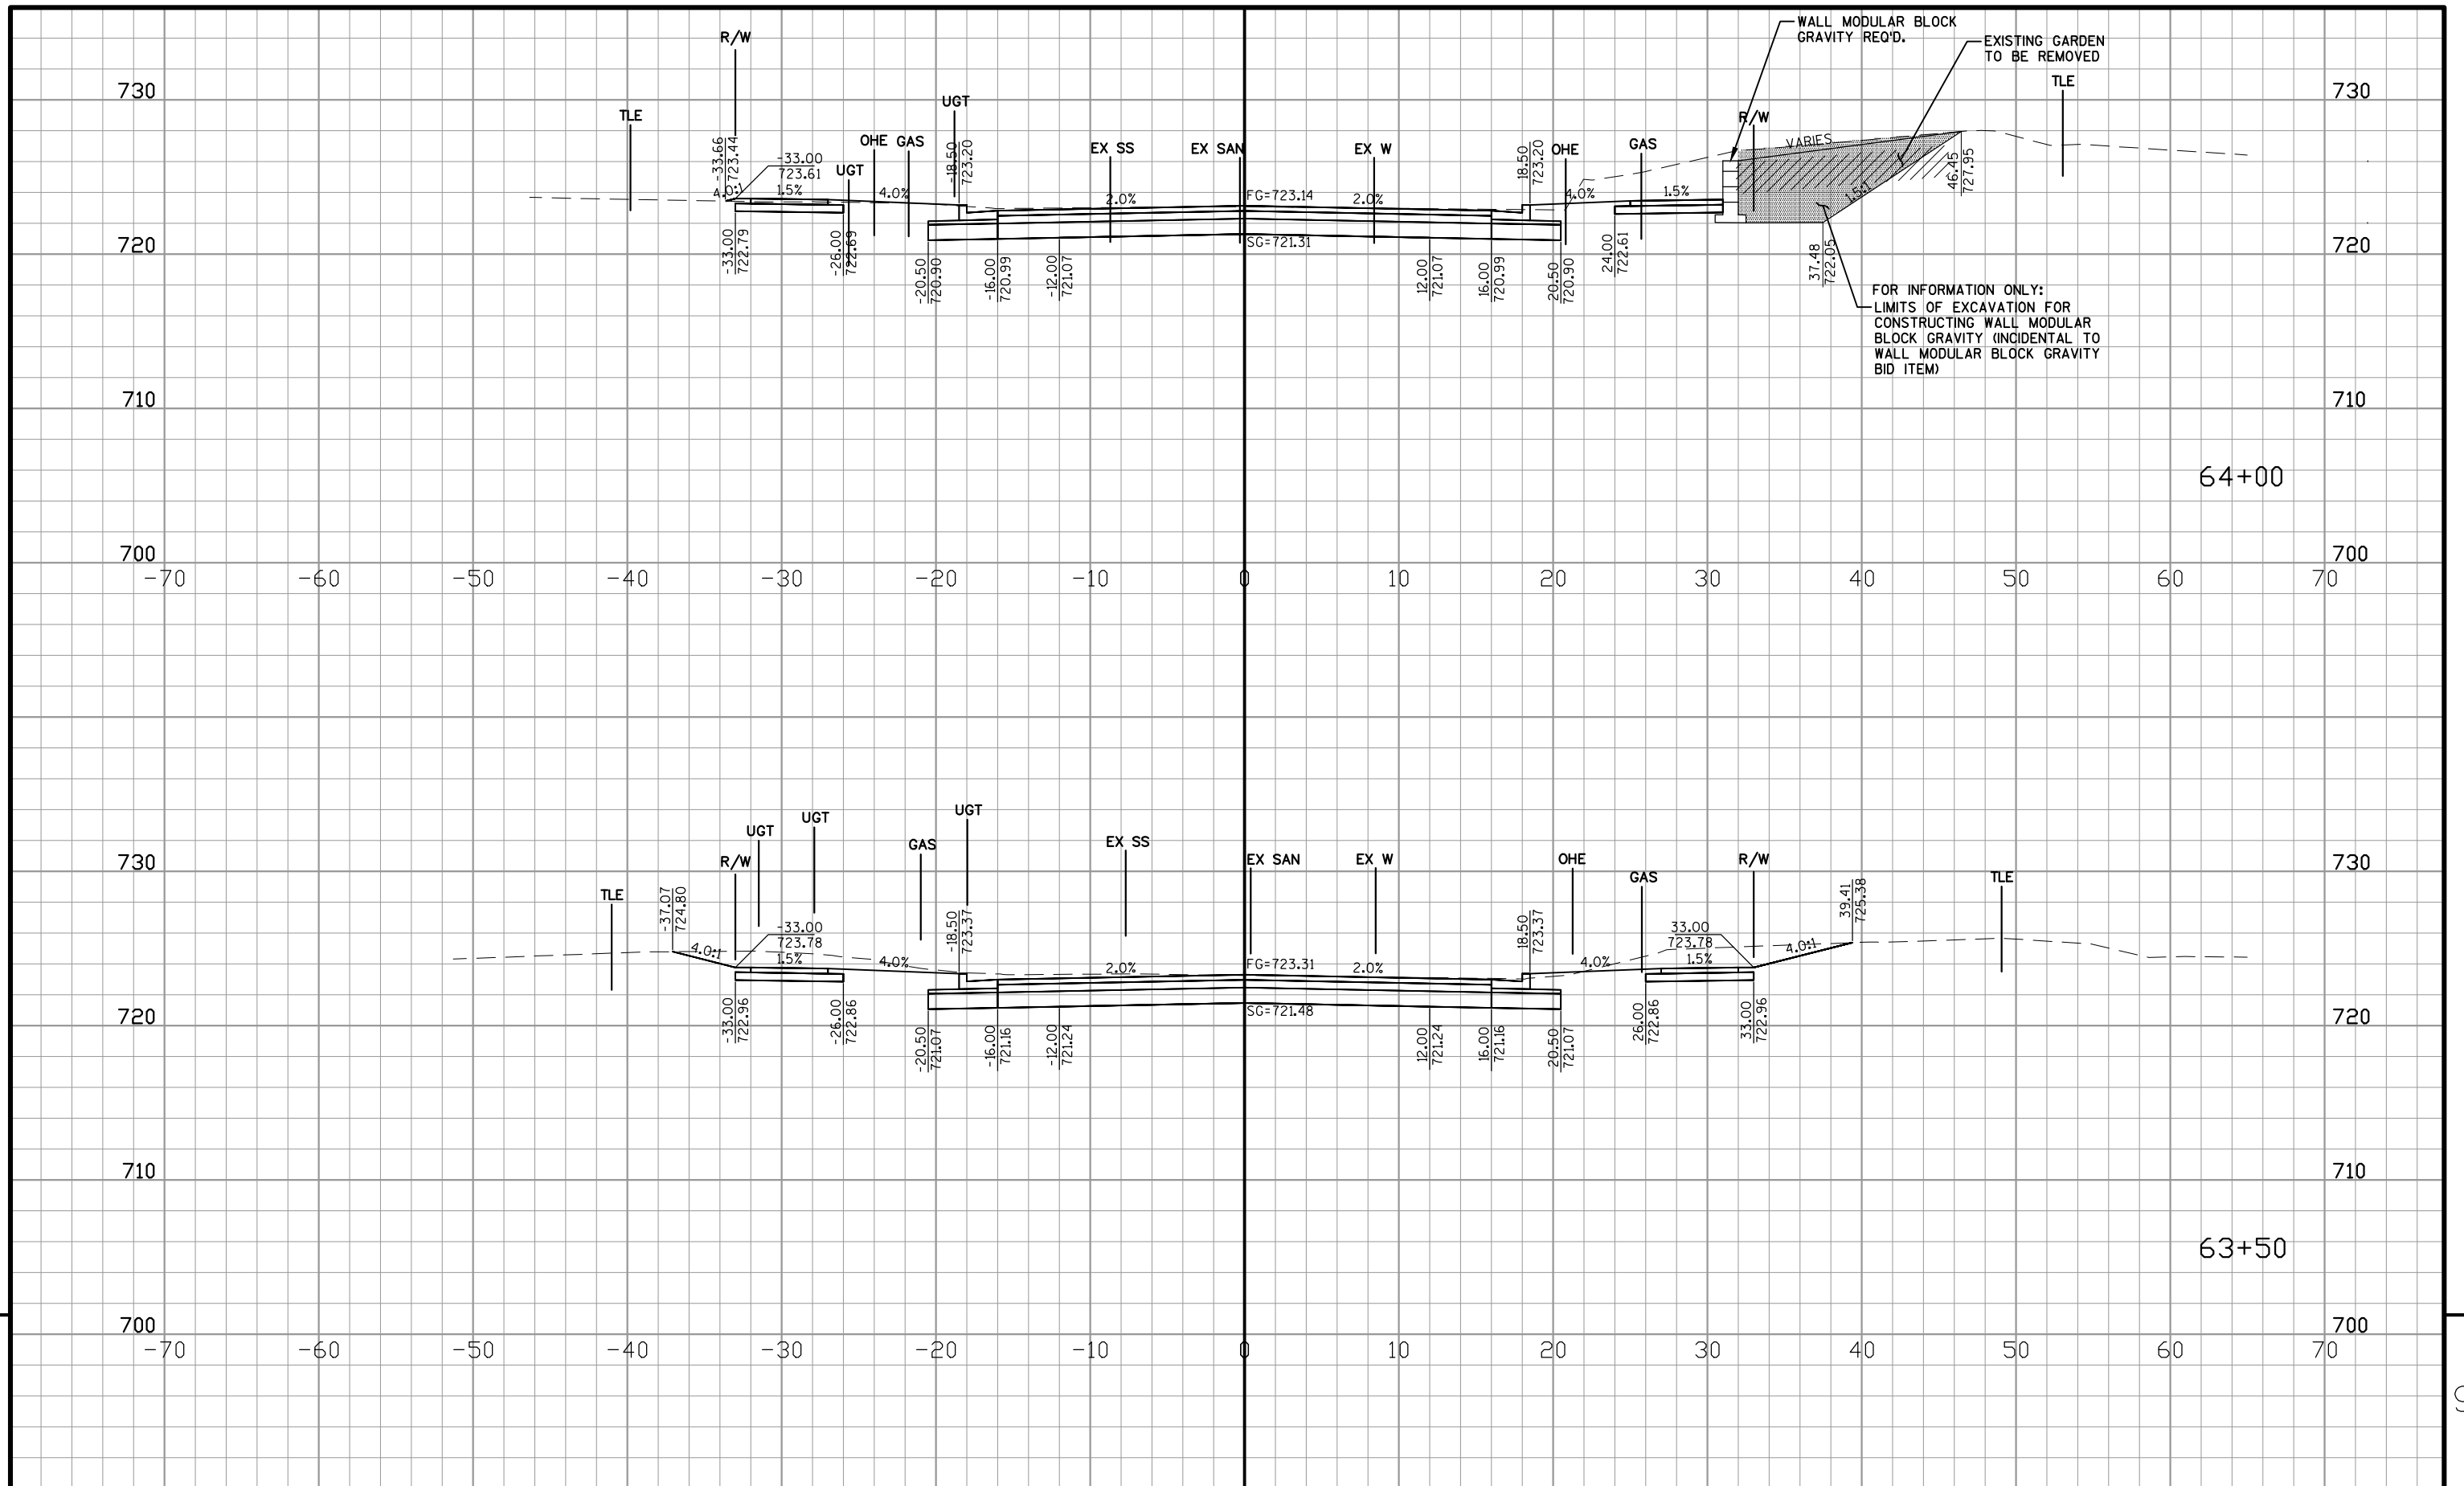 WALL MODULAR BLOCK
GRAVITY REQ'D.
EXISTING GARDEN
TO BE REMOVED
R/W
TLE
730
730
UGT
TLE
R/W
-33.66
723.44
OHE GAS
-18.50
723.20
EX SS
EX SAN
EX W
18.50
723.20
OHE
GAS
VARIES
-33.00
723.61
UGT
46.45
727.95
4.0:1
1.5%
4.0%
2.0%
FG=723.14
2.0%
4.0%
1.5%
1.5:1
720
SG=721.31
720
-33.00
722.79
-26.00
722.69
-20.50
720.90
-16.00
720.99
-12.00
721.07
12.00
721.07
16.00
720.99
20.50
720.90
24.00
722.61
37.48
722.05
FOR INFORMATION ONLY:
LIMITS OF EXCAVATION FOR
CONSTRUCTING WALL MODULAR
BLOCK GRAVITY (INCIDENTAL TO
WALL MODULAR BLOCK GRAVITY
BID ITEM)
710
710
64+00
700
700
-70 -60 -50 -40 -30 -20 -10 0 10 20 30 40 50 60 70
UGT
UGT
UGT
EX SS
GAS
R/W
EX SAN
EX W
OHE
R/W
730
730
TLE
GAS
TLE
-37.07
724.80
-18.50
723.37
18.50
723.37
39.41
725.38
-33.00
723.78
33.00
723.78
4.0:1
1.5%
4.0%
2.0%
FG=723.31
2.0%
4.0%
1.5%
4.0:1
720
SG=721.48
720
-33.00
722.96
-26.00
722.86
-20.50
721.07
-16.00
721.16
-12.00
721.24
12.00
721.24
16.00
721.16
20.50
721.07
26.00
722.86
33.00
722.96
710
710
63+50
700
700
-70 -60 -50 -40 -30 -20 -10 0 10 20 30 40 50 60 70